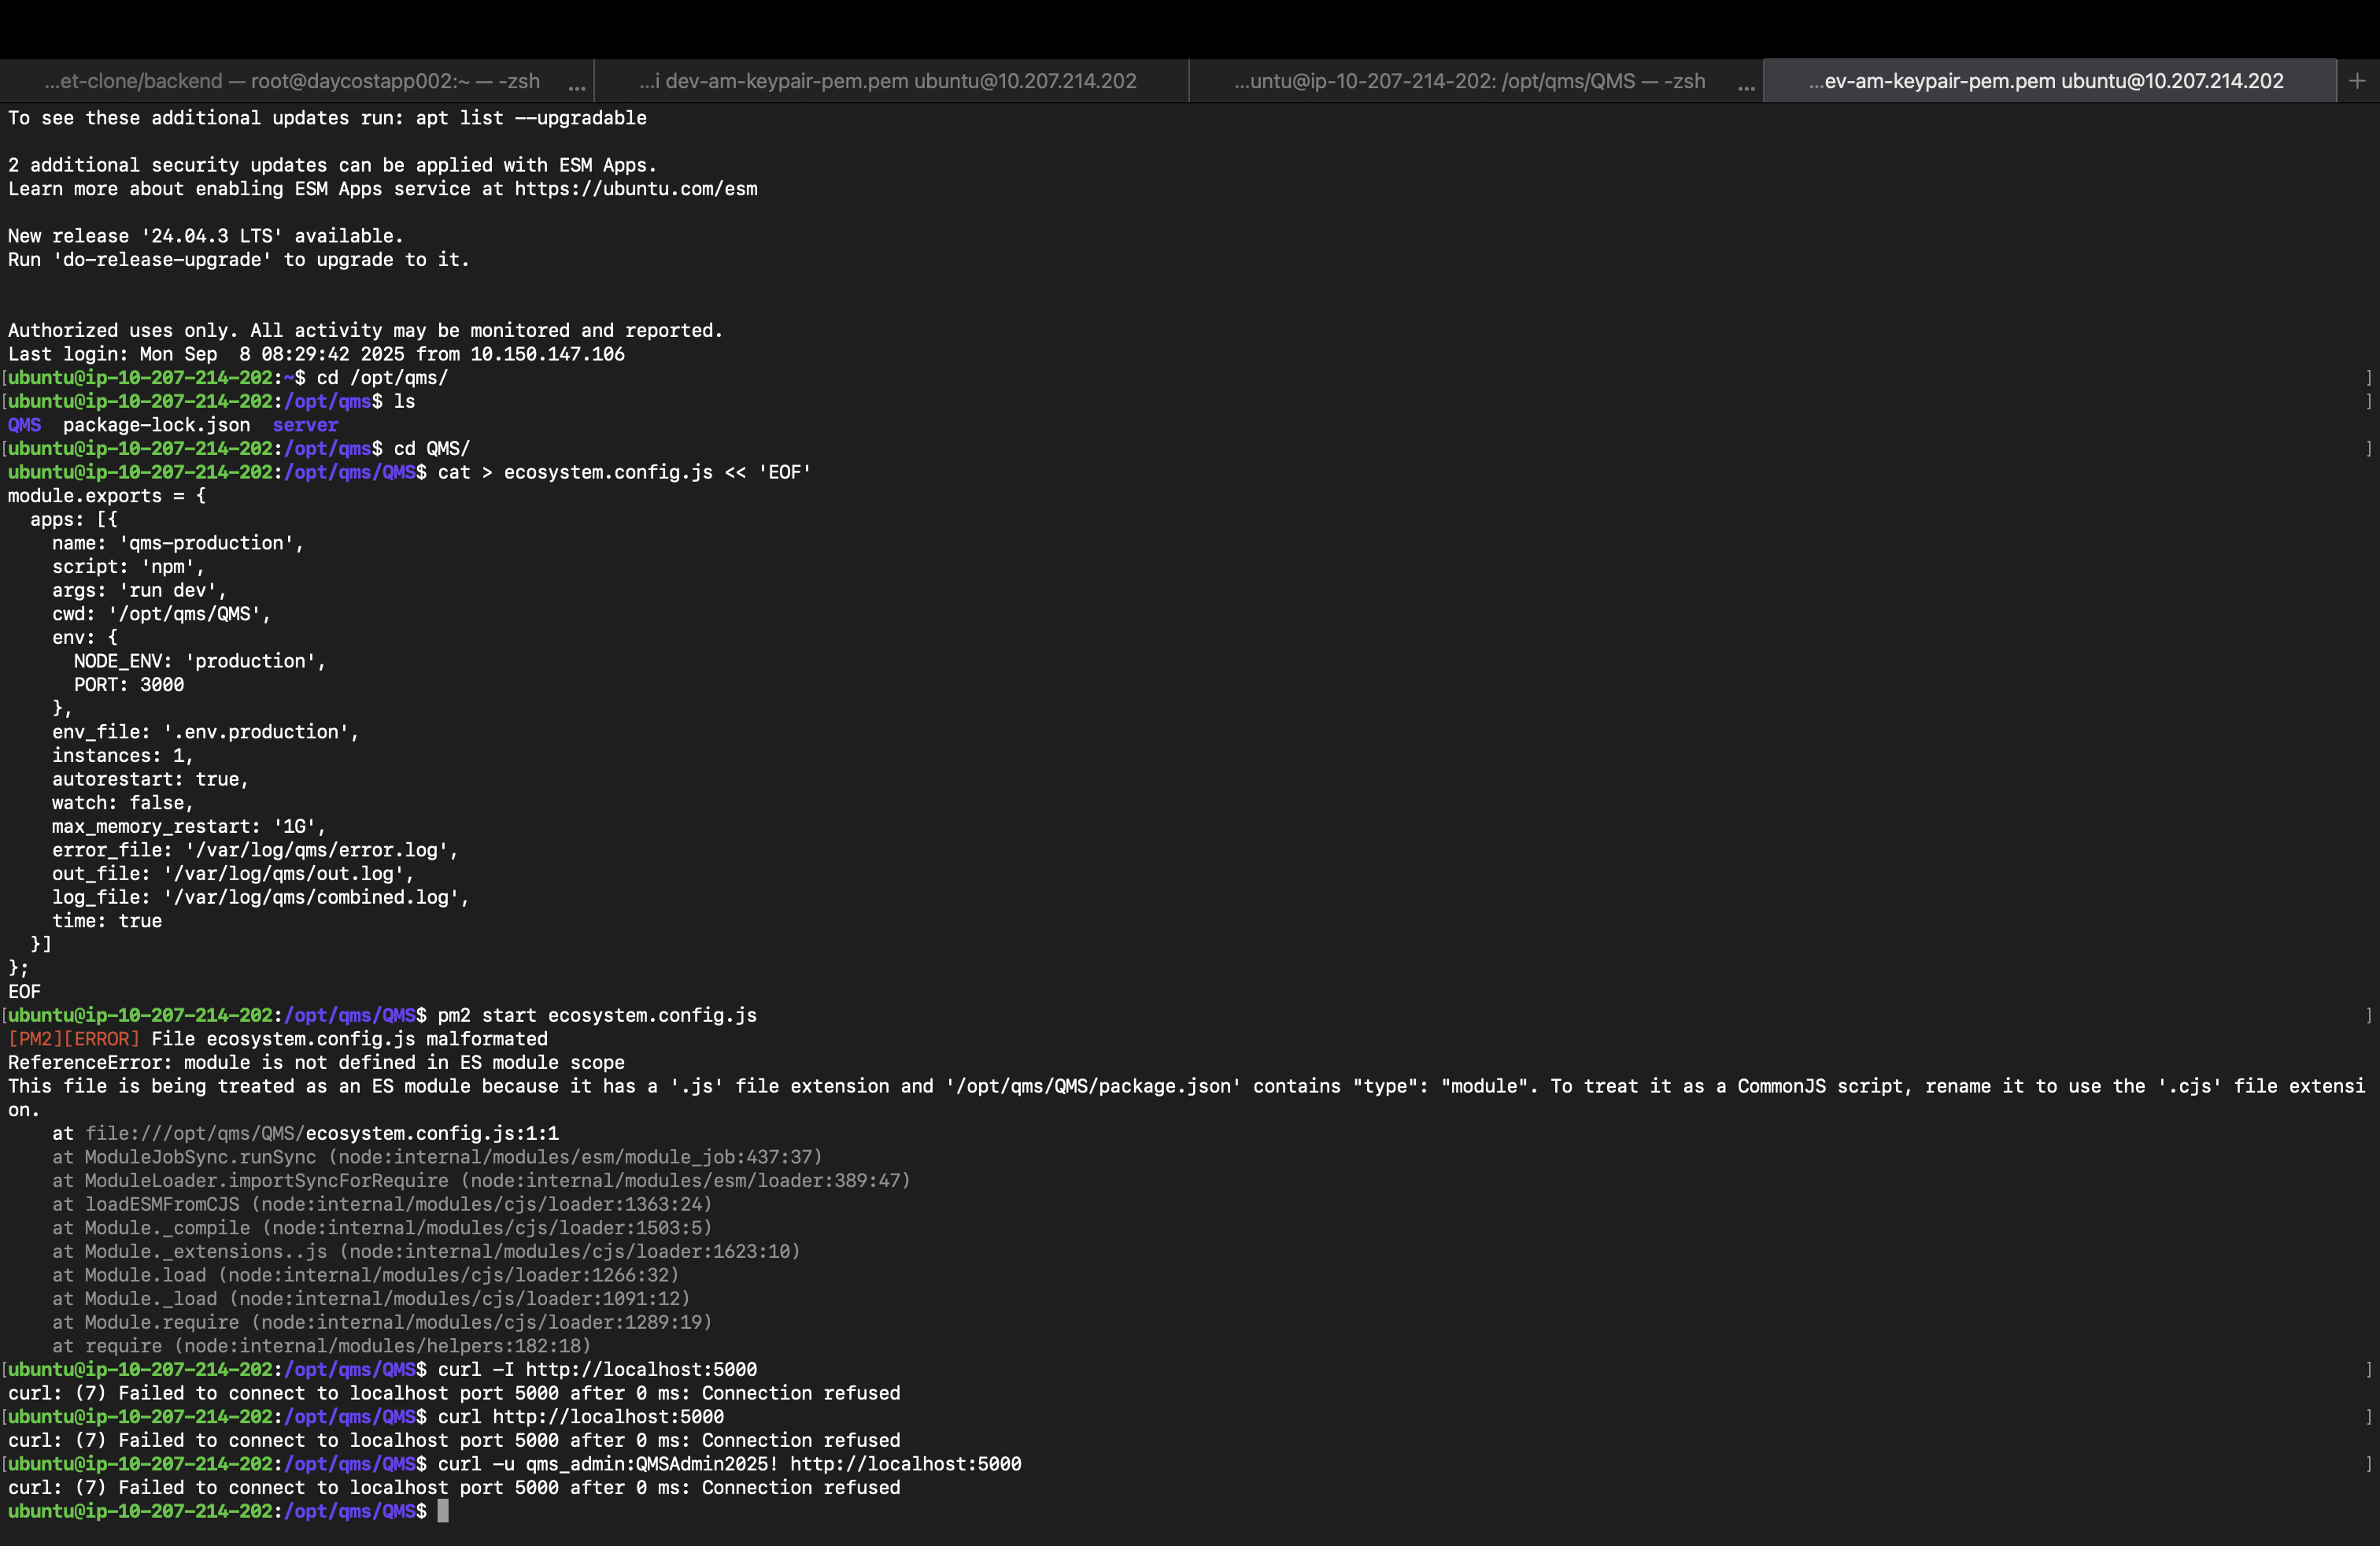 ...et-clone/backend — root@daycostapp002:~ — -zsh ...
...i dev-am-keypair-pem.pem ubuntu@10.207.214.202
...untu@ip-10-207-214-202: /opt/qms/QMS — -zsh ...
...ev-am-keypair-pem.pem ubuntu@10.207.214.202 +
To see these additional updates run: apt list --upgradable
2 additional security updates can be applied with ESM Apps.
Learn more about enabling ESM Apps service at https://ubuntu.com/esm
New release '24.04.3 LTS' available.
Run 'do-release-upgrade' to upgrade to it.
Authorized uses only. All activity may be monitored and reported.
Last login: Mon Sep  8 08:29:42 2025 from 10.150.147.106
[ubuntu@ip-10-207-214-202:~$ cd /opt/qms/ ]
[ubuntu@ip-10-207-214-202:/opt/qms$ ls ]
QMS  package-lock.json  server
[ubuntu@ip-10-207-214-202:/opt/qms$ cd QMS/ ]
ubuntu@ip-10-207-214-202:/opt/qms/QMS$ cat > ecosystem.config.js << 'EOF'
module.exports = {
  apps: [{
    name: 'qms-production',
    script: 'npm',
    args: 'run dev',
    cwd: '/opt/qms/QMS',
    env: {
      NODE_ENV: 'production',
      PORT: 3000
    },
    env_file: '.env.production',
    instances: 1,
    autorestart: true,
    watch: false,
    max_memory_restart: '1G',
    error_file: '/var/log/qms/error.log',
    out_file: '/var/log/qms/out.log',
    log_file: '/var/log/qms/combined.log',
    time: true
  }]
};
EOF
[ubuntu@ip-10-207-214-202:/opt/qms/QMS$ pm2 start ecosystem.config.js ]
[PM2][ERROR] File ecosystem.config.js malformated
ReferenceError: module is not defined in ES module scope
This file is being treated as an ES module because it has a '.js' file extension and '/opt/qms/QMS/package.json' contains "type": "module". To treat it as a CommonJS script, rename it to use the '.cjs' file extensi
on.
    at file:///opt/qms/QMS/ecosystem.config.js:1:1
    at ModuleJobSync.runSync (node:internal/modules/esm/module_job:437:37)
    at ModuleLoader.importSyncForRequire (node:internal/modules/esm/loader:389:47)
    at loadESMFromCJS (node:internal/modules/cjs/loader:1363:24)
    at Module._compile (node:internal/modules/cjs/loader:1503:5)
    at Module._extensions..js (node:internal/modules/cjs/loader:1623:10)
    at Module.load (node:internal/modules/cjs/loader:1266:32)
    at Module._load (node:internal/modules/cjs/loader:1091:12)
    at Module.require (node:internal/modules/cjs/loader:1289:19)
    at require (node:internal/modules/helpers:182:18)
[ubuntu@ip-10-207-214-202:/opt/qms/QMS$ curl -I http://localhost:5000 ]
curl: (7) Failed to connect to localhost port 5000 after 0 ms: Connection refused
[ubuntu@ip-10-207-214-202:/opt/qms/QMS$ curl http://localhost:5000 ]
curl: (7) Failed to connect to localhost port 5000 after 0 ms: Connection refused
[ubuntu@ip-10-207-214-202:/opt/qms/QMS$ curl -u qms_admin:QMSAdmin2025! http://localhost:5000 ]
curl: (7) Failed to connect to localhost port 5000 after 0 ms: Connection refused
ubuntu@ip-10-207-214-202:/opt/qms/QMS$